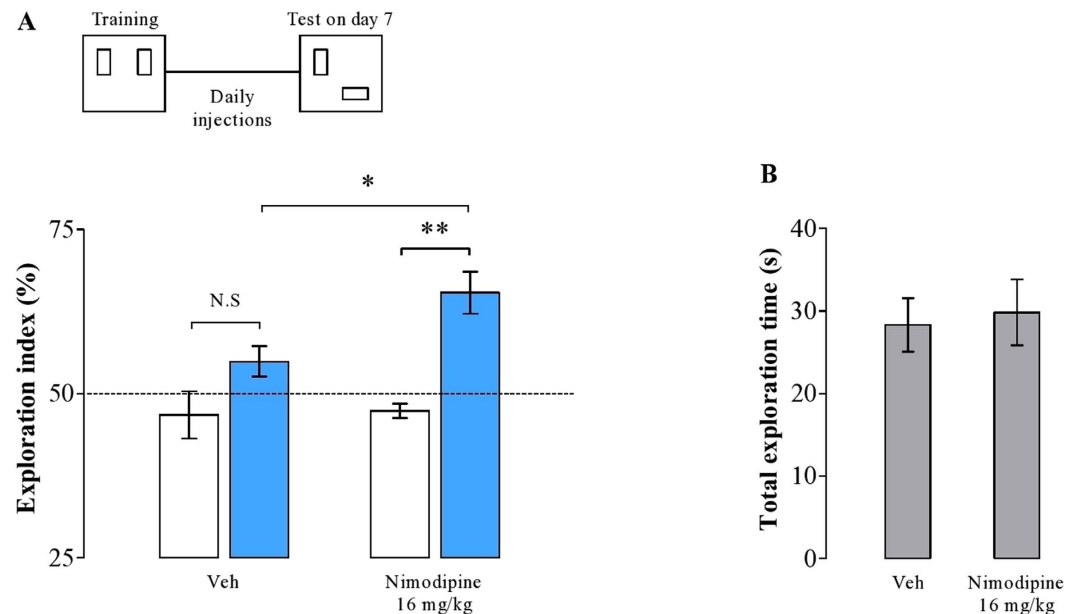 A
Training
Test on day 7
Daily
injections
*
**
N.S
75
50
25
Exploration index (%)
Veh
Nimodipine
16 mg/kg
B
40
30
20
10
0
Total exploration time (s)
Veh
Nimodipine
16 mg/kg